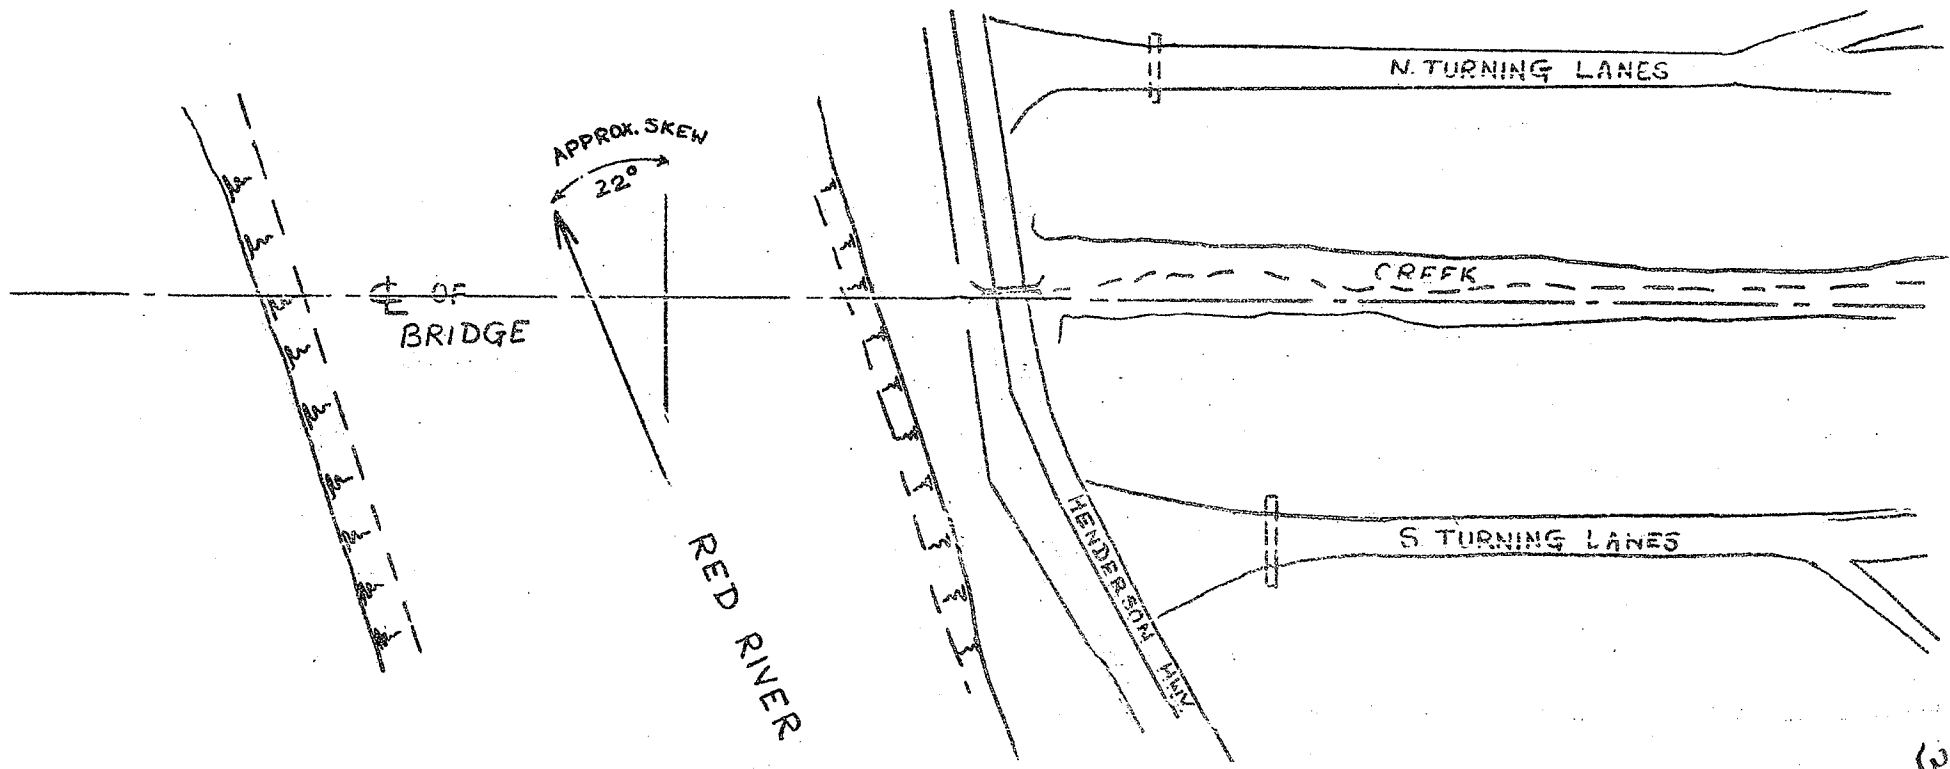 N. TURNING LANES
APPROX. SKEW
22°
CREEK
℄ OF
BRIDGE
HENDERSON HWY
S. TURNING LANES
RED RIVER